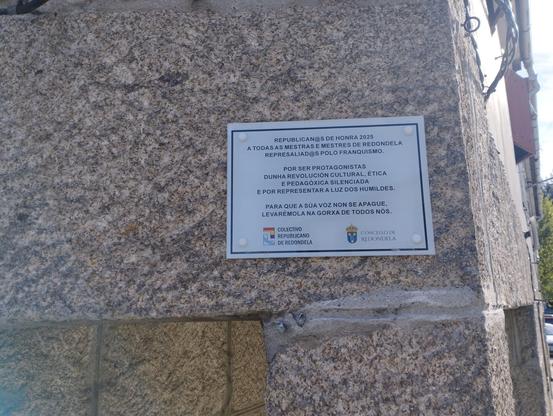 REPUBLICAN@S DE HONRA 2025
A TODAS AS MESTRAS E MESTRES DE REDONDELA
REPRESALIAD@S POLO FRANQUISMO.
POR SER PROTAGONISTAS
DUNHA REVOLUCIÓN CULTURAL, ÉTICA
E PEDAGÓXICA SILENCIADA
E POR REPRESENTAR A LUZ DOS HUMILDES.
PARA QUE A SÚA VOZ NON SE APAGUE,
LEVARÉMOLA NA GORXA DE TODOS NÓS.
COLECTIVO
REPUBLICANO
DE REDONDELA
CONCELLO DE
REDONDELA